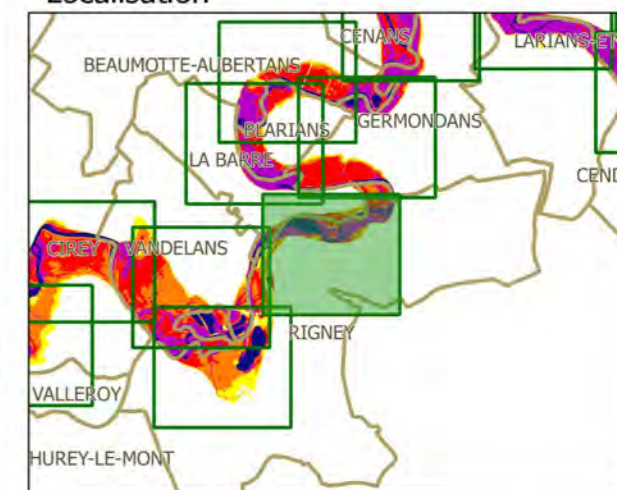 Localisation
CENANS
LARIANS-ET
BEAUMOTTE-AUBERTANS
BLARIANS
GERMONDANS
LA BARRE
CEND
CIREY
VANDELANS
RIGNEY
VALLEROY
HUREY-LE-MONT